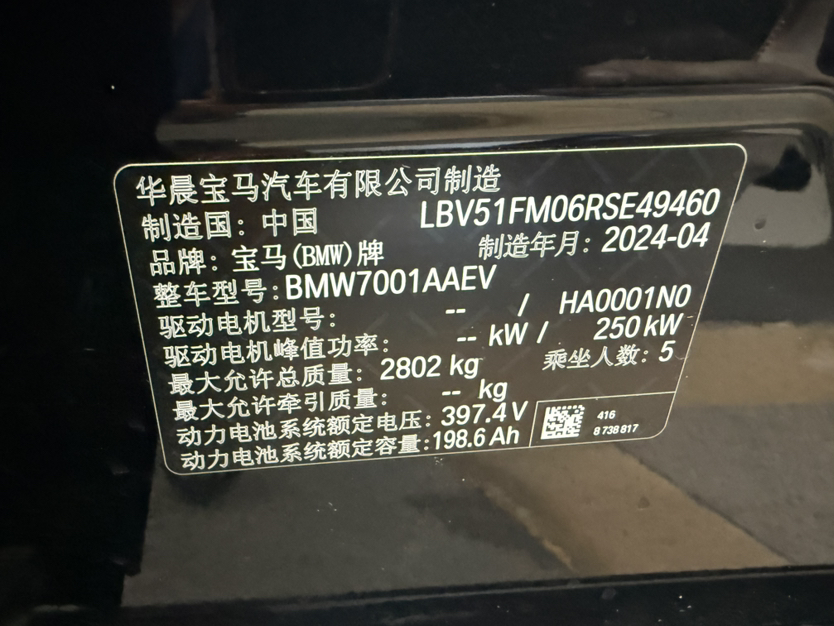 华晨宝马汽车有限公司制造
制造国：中国 LBV51FM06RSE49460
品牌：宝马(BMW)牌 制造年月：2024-04
整车型号：BMW7001AAEV
驱动电机型号： -- / HA0001N0
驱动电机峰值功率： -- kW / 250 kW
最大允许总质量： 2802 kg 乘坐人数：5
最大允许牵引质量： -- kg
动力电池系统额定电压：397.4 V
动力电池系统额定容量：198.6 Ah
416
8 738 817